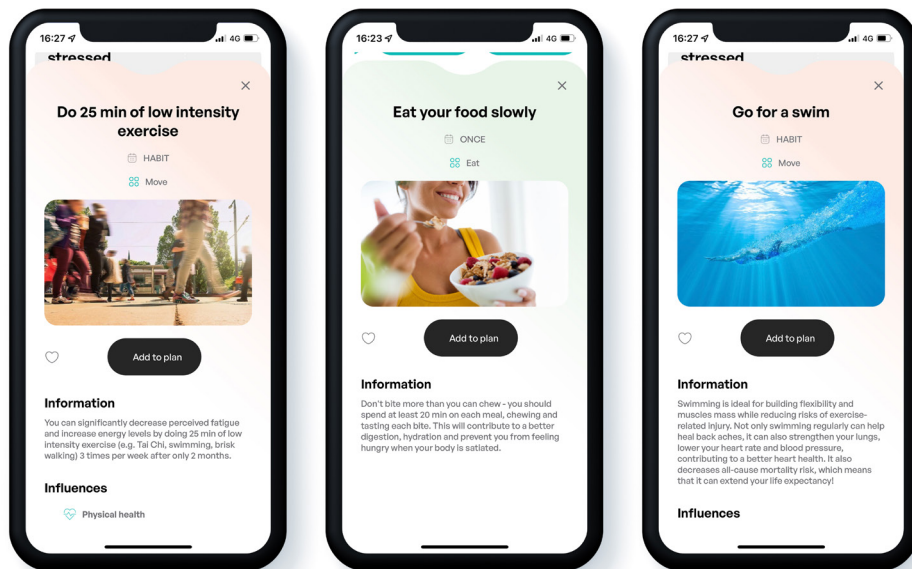 16:27
4G
stressed
Do 25 min of low intensity
exercise
HABIT
Move
Add to plan
Information
You can significantly decrease perceived fatigue
and increase energy levels by doing 25 min of low
intensity exercise (e.g. Tai Chi, swimming, brisk
walking) 3 times per week after only 2 months.
Influences
Physical health
16:23
4G
Eat your food slowly
ONCE
Eat
Add to plan
Information
Don't bite more than you can chew - you should
spend at least 20 min on each meal, chewing and
tasting each bite. This will contribute to a better
digestion, hydration and prevent you from feeling
hungry when your body is satiated.
16:27
4G
stressed
Go for a swim
HABIT
Move
Add to plan
Information
Swimming is ideal for building flexibility and
muscles mass while reducing risks of exercise-
related injury. Not only swimming regularly can help
heal back aches, it can also strengthen your lungs,
lower your heart rate and blood pressure,
contributing to a better heart health. It also
decreases all-cause mortality risk, which means
that it can extend your life expectancy!
Influences